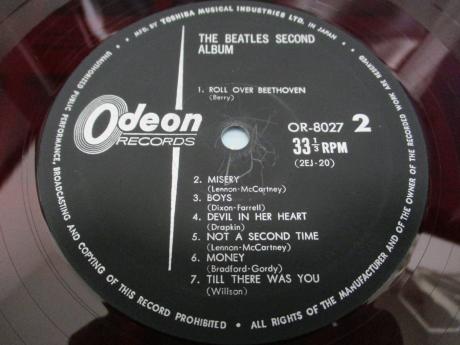 MFD. BY TOSHIBA MUSICAL INDUSTRIES LTD. IN JAPAN
THE BEATLES SECOND
ALBUM
1. ROLL OVER BEETHOVEN
(Berry)
Odeon
RECORDS
OR-8027 2
33 1/3 RPM
(2EJ-20)
2. MISERY
(Lennon-McCartney)
3. BOYS
(Dixon-Farrell)
4. DEVIL IN HER HEART
(Drapkin)
5. NOT A SECOND TIME
(Lennon-McCartney)
6. MONEY
(Bradford-Gordy)
7. TILL THERE WAS YOU
(Willson)
ALL RIGHTS OF THE MANUFACTURER AND OF THE OWNER OF THE RECORDED WORK ARE RESERVED
UNAUTHORIZED PUBLIC PERFORMANCE, BROADCASTING AND COPYING OF THIS RECORD PROHIBITED